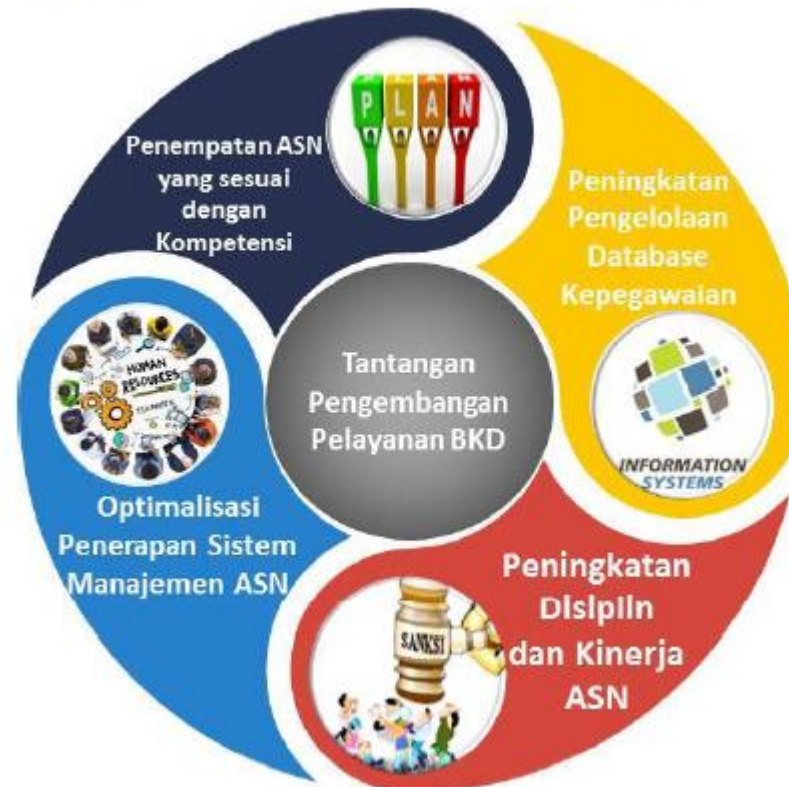 PLAN
Penempatan ASN
yang sesuai
dengan
Kompetensi
Peningkatan
Pengelolaan
Database
Kepegawaian
INFORMATION
SYSTEMS
Tantangan
Pengembangan
Pelayanan BKD
HUMAN
RESOURCES
Optimalisasi
Penerapan Sistem
Manajemen ASN
Peningkatan
Disiplin
dan Kinerja
ASN
SANKSI